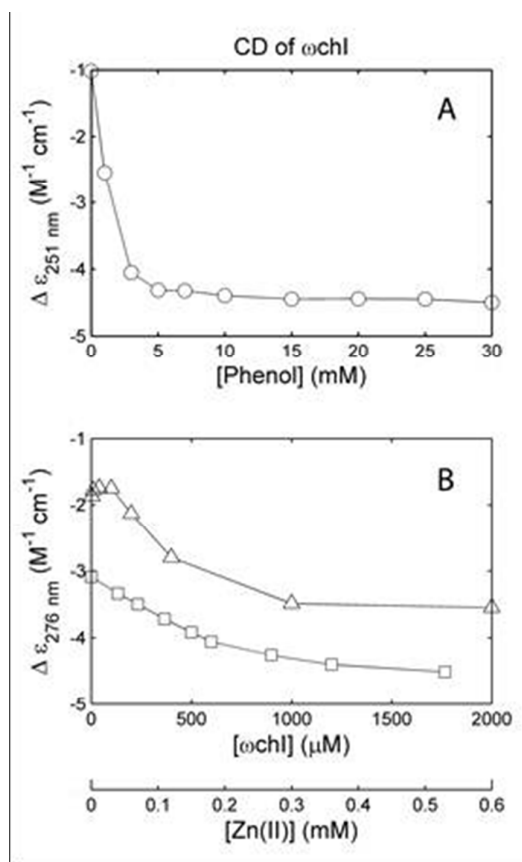 CD of ωchI
A
-1
-2
-3
-4
-5
Δ ε251 nm (M-1 cm-1)
0 5 10 15 20 25 30
[Phenol] (mM)
B
-1
-2
-3
-4
-5
Δ ε276 nm (M-1 cm-1)
0 500 1000 1500 2000
[ωchI] (μM)
0 0.1 0.2 0.3 0.4 0.5 0.6
[Zn(II)] (mM)